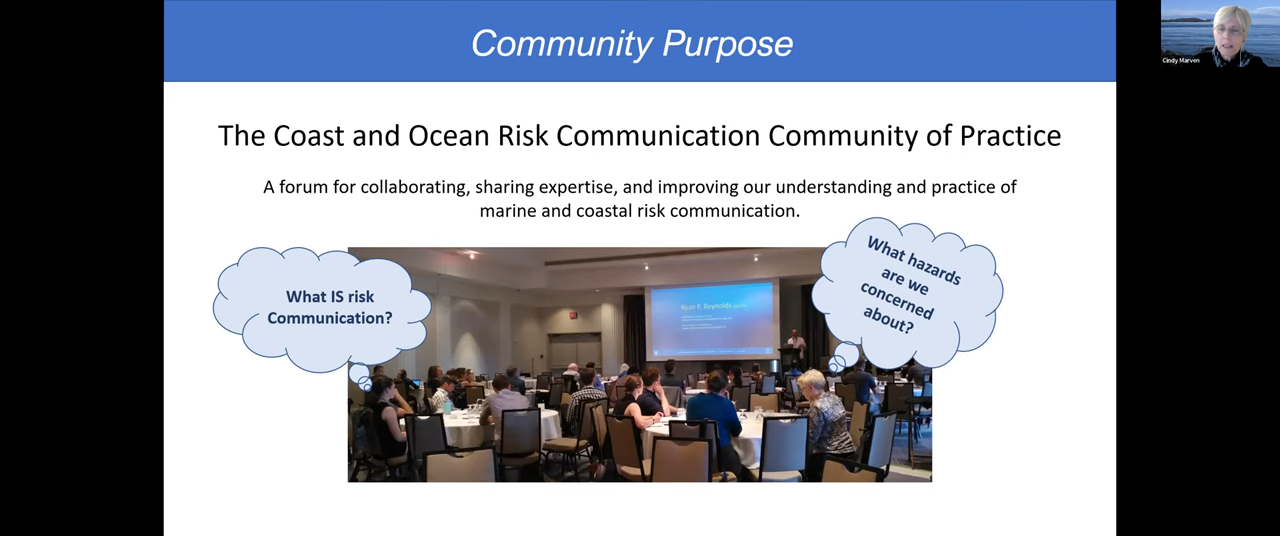 Community Purpose
Cindy Marven
The Coast and Ocean Risk Communication Community of Practice
A forum for collaborating, sharing expertise, and improving our understanding and practice of
marine and coastal risk communication.
What IS risk
Communication?
What hazards
are we
concerned
about?
Ryan P. Reynolds